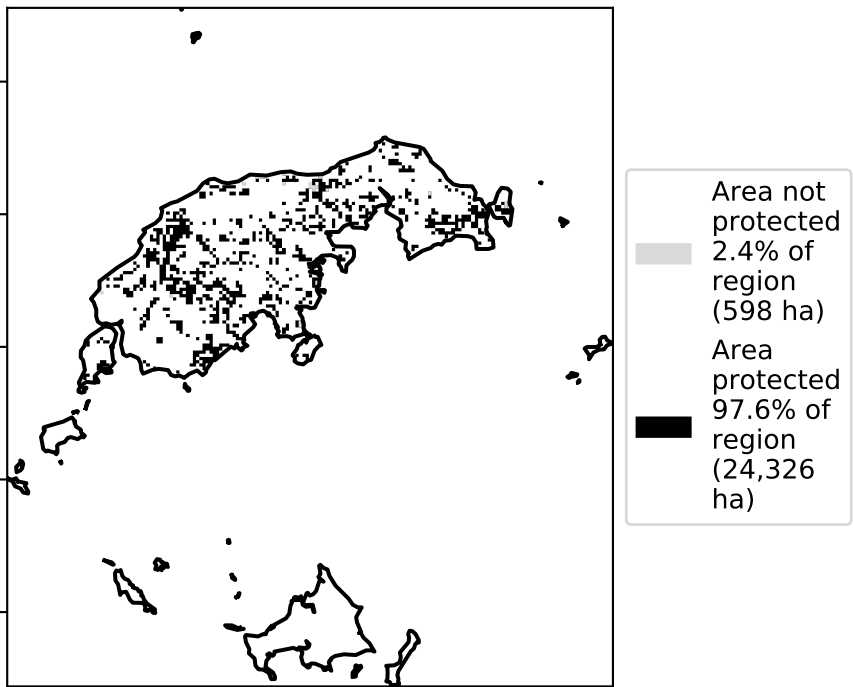 Area not
protected
2.4% of
region
(598 ha)
Area
protected
97.6% of
region
(24,326
ha)